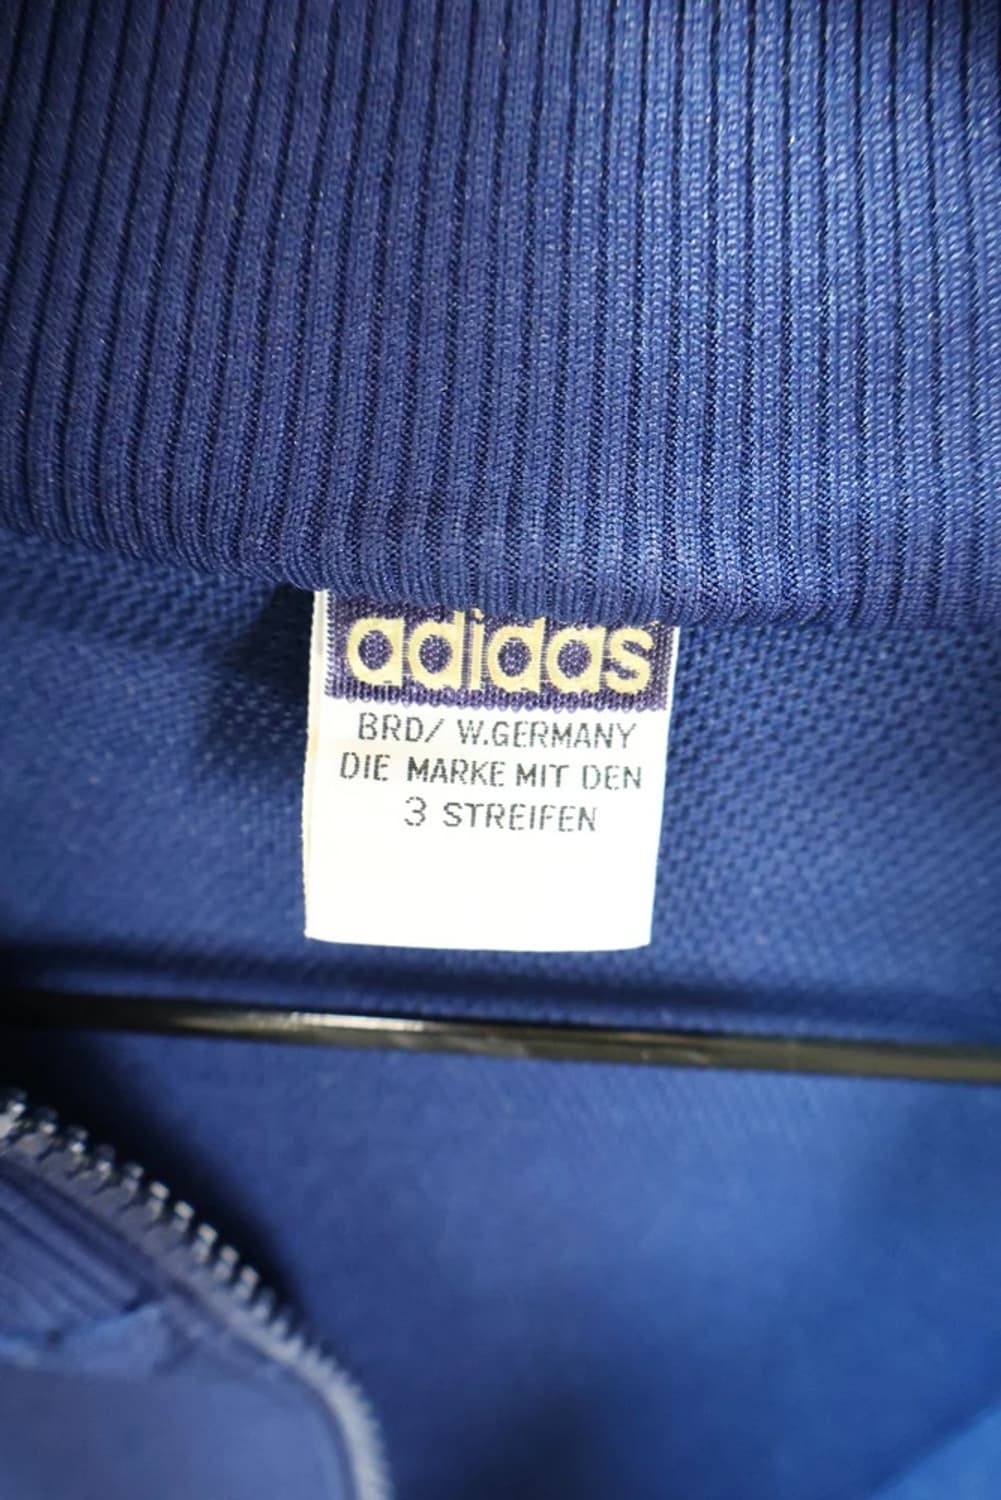 adidas
BRD/ W.GERMANY
DIE MARKE MIT DEN
3 STREIFEN